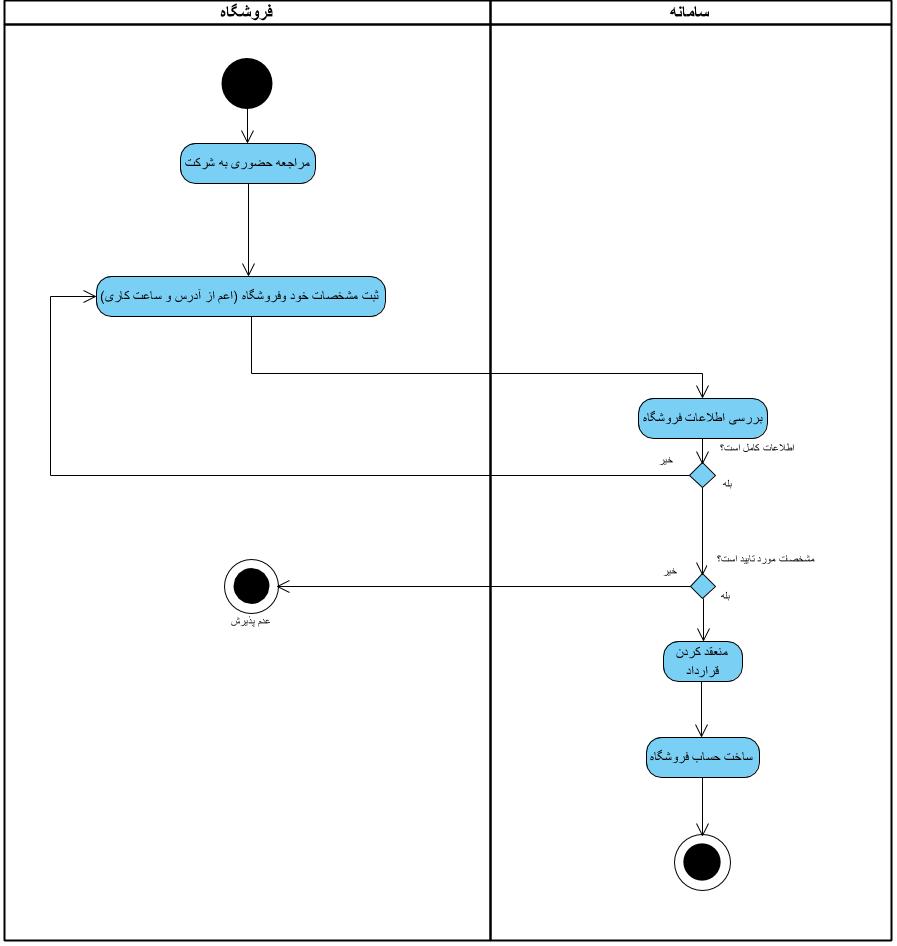 فروشگاه
سامانه
مراجعه حضوری به شرکت
ثبت مشخصات خود وفروشگاه (اعم از آدرس و ساعت کاری)
بررسی اطلاعات فروشگاه
اطلاعات کامل است؟
خیر
بله
مشخصات مورد تایید است؟
خیر
بله
عدم پذیرش
منعقد کردن
قرارداد
ساخت حساب فروشگاه